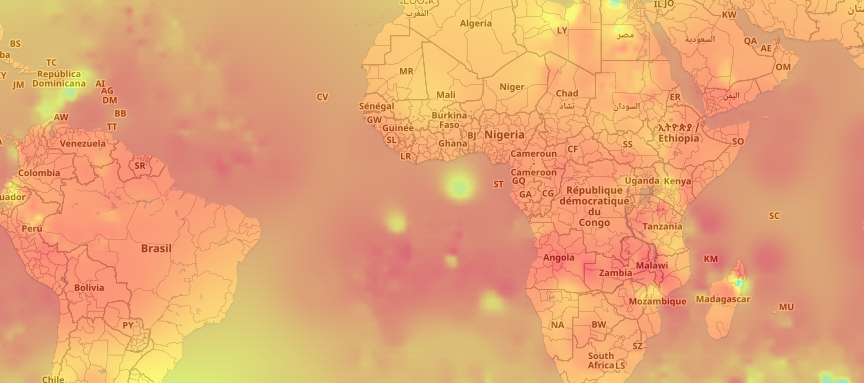 المغرب
Algeria
LY
مصر
IL
JO
KW
السعودية
QA
AE
OM
BS
TC
República
Dominicana
JM
AI
AG
DM
BB
AW
TT
CV
MR
Mali
Niger
Chad
تشاد
السودان
ER
اليمن
Sénégal
GW
Guinée
SL
LR
Burkina
Faso
BJ
Ghana
Nigeria
Cameroun
Cameroon
CF
SS
Ethiopia
SO
Venezuela
SR
Colombia
ST
GQ
GA
CG
Uganda
Kenya
République
démocratique
du
Congo
Tanzania
SC
Perú
Brasil
Bolivia
Angola
Zambia
Malawi
KM
Mozambique
Madagascar
MU
PY
NA
BW
SZ
South
Africa
LS
Chile